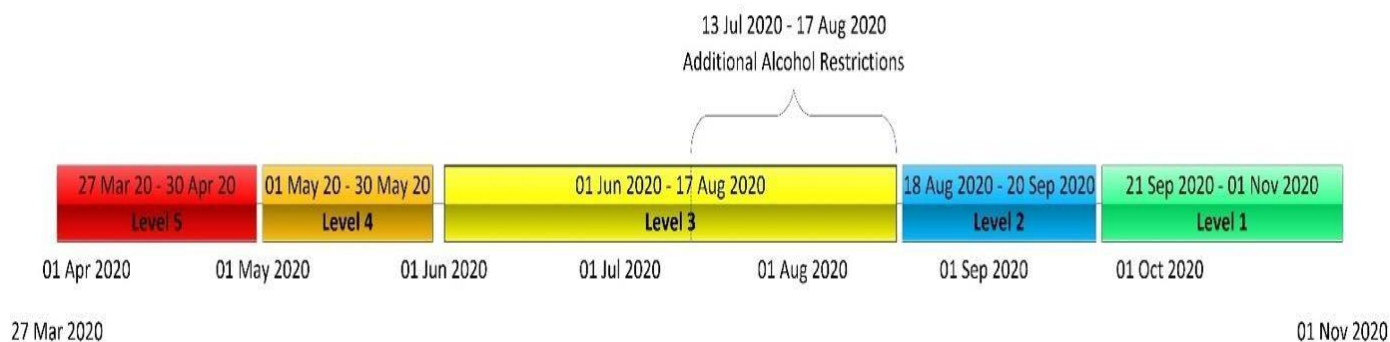 13 Jul 2020 - 17 Aug 2020
Additional Alcohol Restrictions
27 Mar 20 - 30 Apr 20
Level 5
01 May 20 - 30 May 20
Level 4
01 Jun 2020 - 17 Aug 2020
Level 3
18 Aug 2020 - 20 Sep 2020
Level 2
21 Sep 2020 - 01 Nov 2020
Level 1
01 Apr 2020
01 May 2020
01 Jun 2020
01 Jul 2020
01 Aug 2020
01 Sep 2020
01 Oct 2020
27 Mar 2020
01 Nov 2020